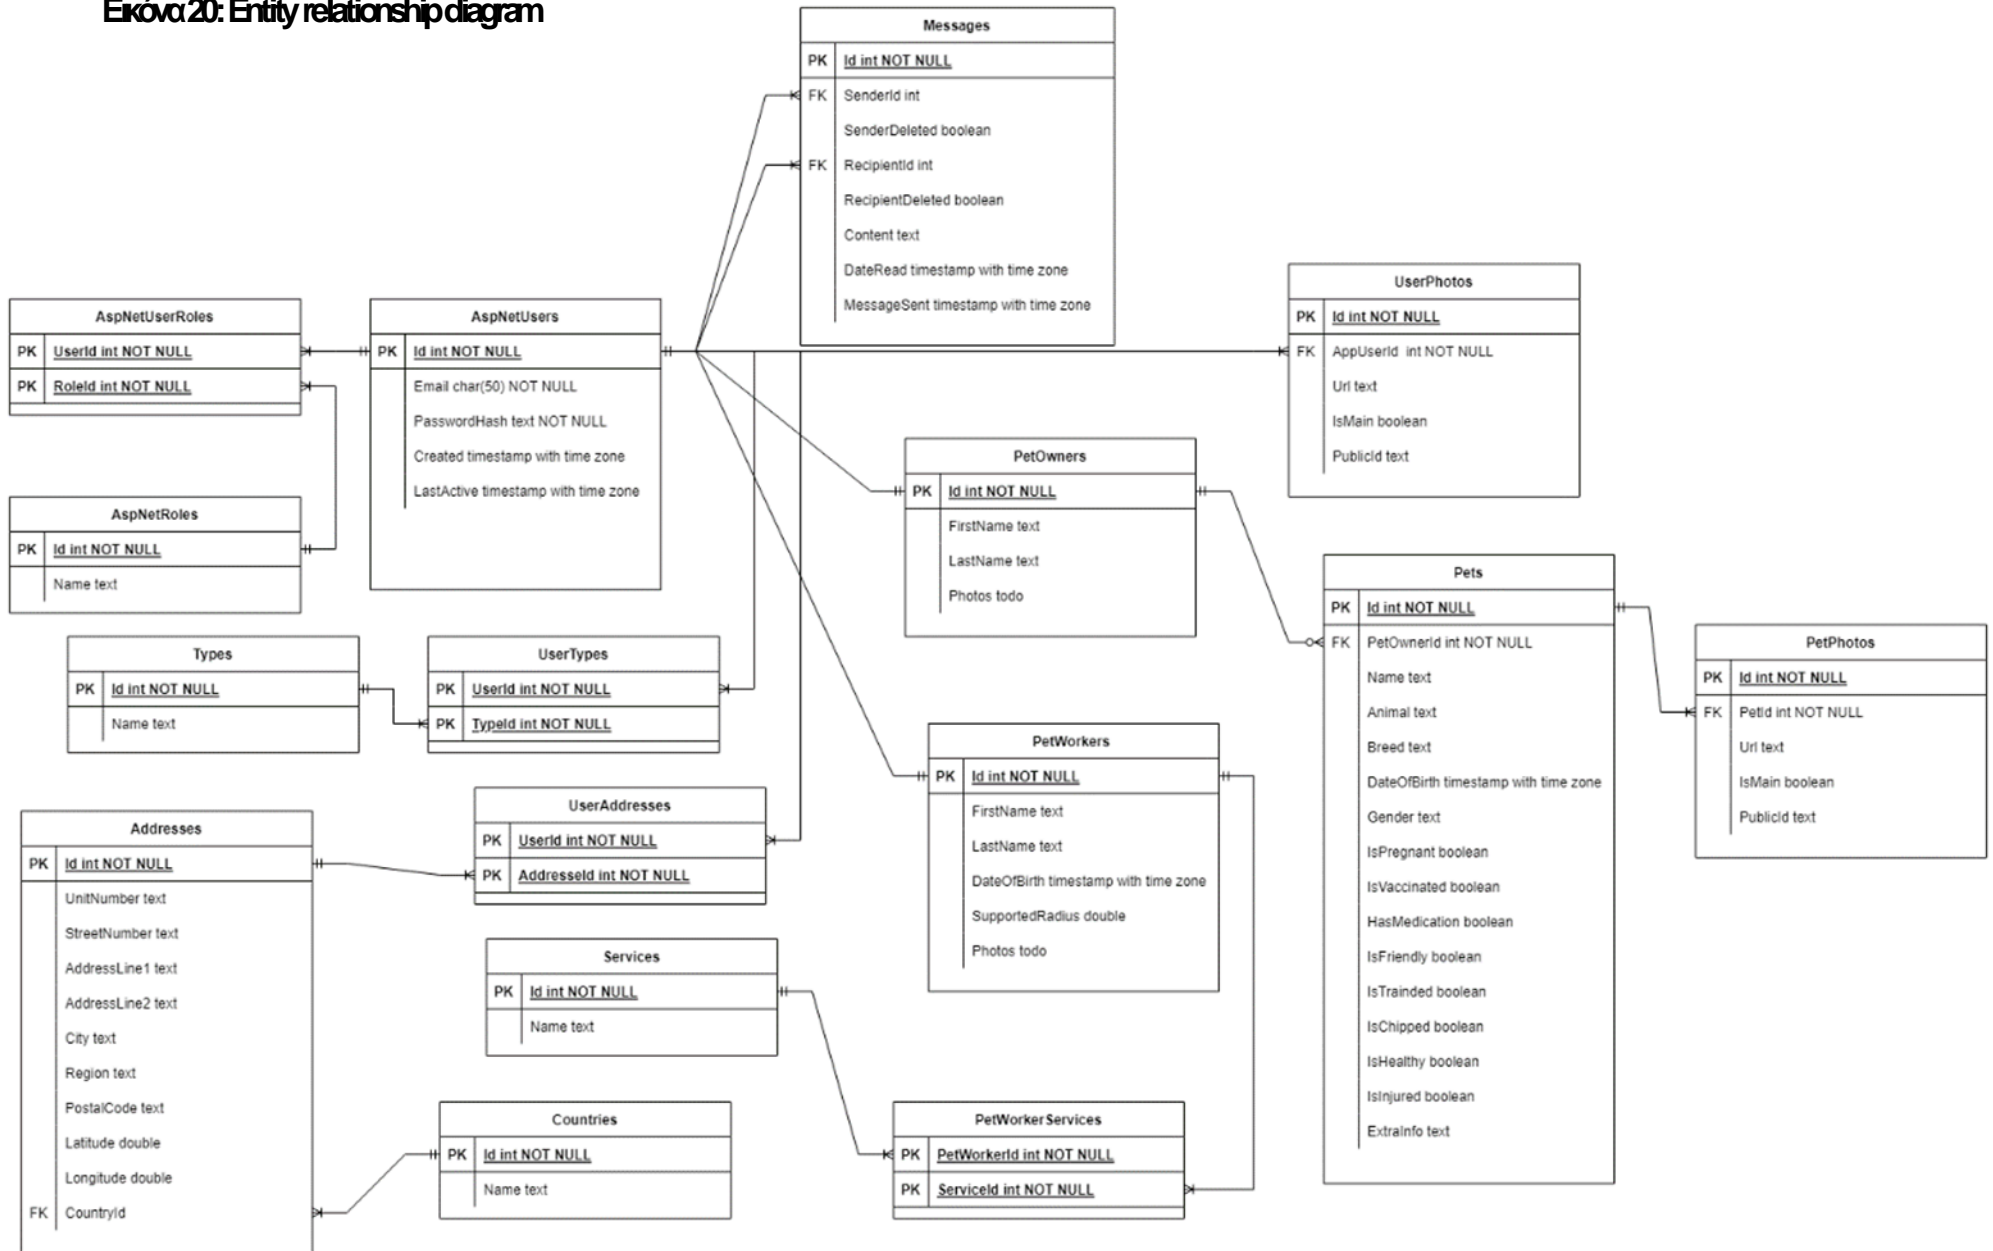 Εικόνα 20: Entity relationship diagram
Messages
PK Id int NOT NULL
FK SenderId int
SenderDeleted boolean
FK RecipientId int
RecipientDeleted boolean
Content text
DateRead timestamp with time zone
MessageSent timestamp with time zone
UserPhotos
PK Id int NOT NULL
FK AppUserId int NOT NULL
Url text
IsMain boolean
PublicId text
AspNetUserRoles
PK UserId int NOT NULL
PK RoleId int NOT NULL
AspNetUsers
PK Id int NOT NULL
Email char(50) NOT NULL
PasswordHash text NOT NULL
Created timestamp with time zone
LastActive timestamp with time zone
PetOwners
PK Id int NOT NULL
FirstName text
LastName text
Photos todo
AspNetRoles
PK Id int NOT NULL
Name text
Pets
PK Id int NOT NULL
FK PetOwnerId int NOT NULL
Name text
Animal text
Breed text
DateOfBirth timestamp with time zone
Gender text
IsPregnant boolean
IsVaccinated boolean
HasMedication boolean
IsFriendly boolean
IsTrainded boolean
IsChipped boolean
IsHealthy boolean
IsInjured boolean
ExtraInfo text
PetPhotos
PK Id int NOT NULL
FK PetId int NOT NULL
Url text
IsMain boolean
PublicId text
Types
PK Id int NOT NULL
Name text
UserTypes
PK UserId int NOT NULL
PK TypeId int NOT NULL
PetWorkers
PK Id int NOT NULL
FirstName text
LastName text
DateOfBirth timestamp with time zone
SupportedRadius double
Photos todo
UserAddresses
PK UserId int NOT NULL
PK AddresseId int NOT NULL
Addresses
PK Id int NOT NULL
UnitNumber text
StreetNumber text
AddressLine1 text
AddressLine2 text
City text
Region text
PostalCode text
Latitude double
Longitude double
FK CountryId
Services
PK Id int NOT NULL
Name text
Countries
PK Id int NOT NULL
Name text
PetWorkerServices
PK PetWorkerId int NOT NULL
PK ServiceId int NOT NULL